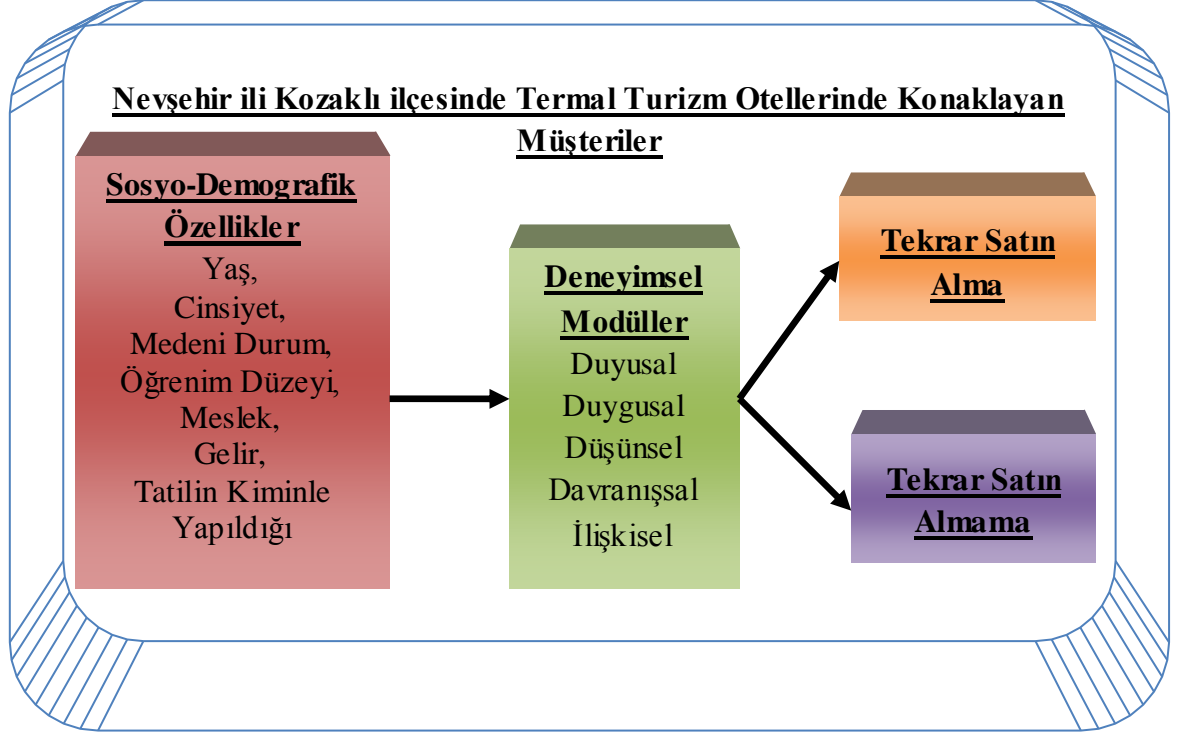 Nevşehir ili Kozaklı ilçesinde Termal Turizm Otellerinde Konaklayan
Müşteriler
Sosyo-Demografik
Özellikler
Yaş,
Cinsiyet,
Medeni Durum,
Öğrenim Düzeyi,
Meslek,
Gelir,
Tatilin Kiminle
Yapıldığı
Deneyimsel
Modüller
Duyusal
Duygusal
Düşünsel
Davranışsal
İlişkisel
Tekrar Satın
Alma
Tekrar Satın
Almama